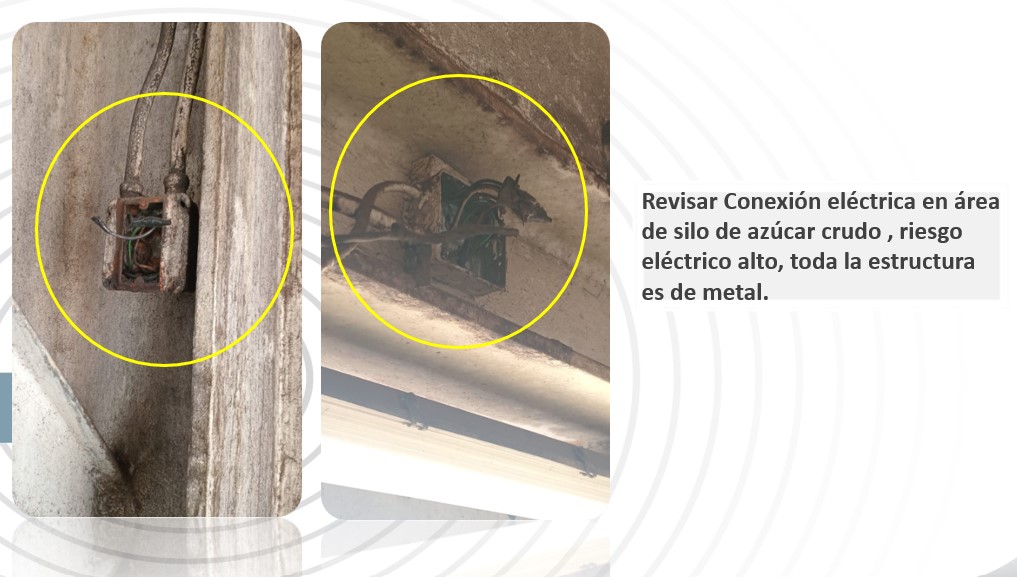 Revisar Conexión eléctrica en área
de silo de azúcar crudo , riesgo
eléctrico alto, toda la estructura
es de metal.